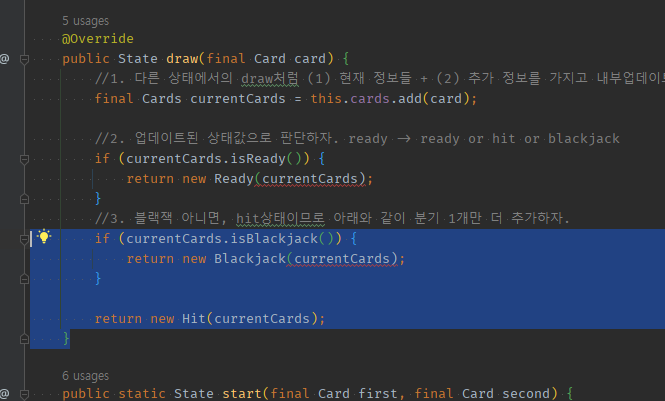 5 usages
@Override
public State draw(final Card card) {
//1. 다른 상태에서의 draw처럼 (1) 현재 정보들 + (2) 추가 정보를 가지고 내부업데이트
final Cards currentCards = this.cards.add(card);
//2. 업데이트된 상태값으로 판단하자. ready -> ready or hit or blackjack
if (currentCards.isReady()) {
return new Ready(currentCards);
}
//3. 블랙잭 아니면, hit상태이므로 아래와 같이 분기 1개만 더 추가하자.
if (currentCards.isBlackjack()) {
return new Blackjack(currentCards);
}
return new Hit(currentCards);
}
6 usages
public static State start(final Card first, final Card second) {